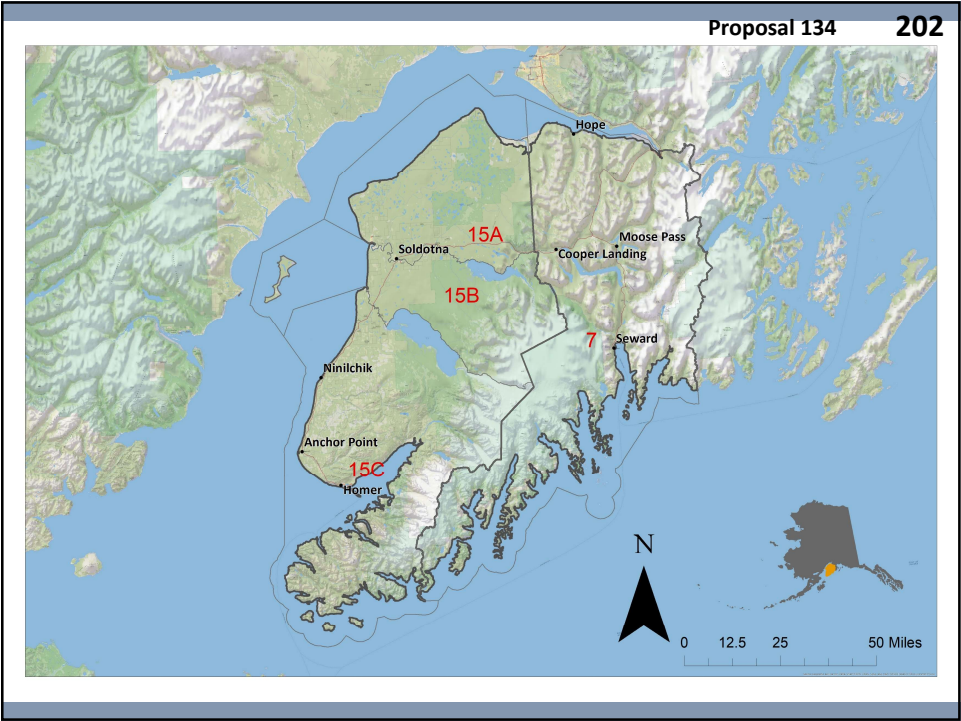 Proposal 134
202
Hope
15A
Moose Pass
Soldotna
Cooper Landing
15B
7
Seward
Ninilchik
Anchor Point
15C
Homer
N
0 12.5 25 50 Miles